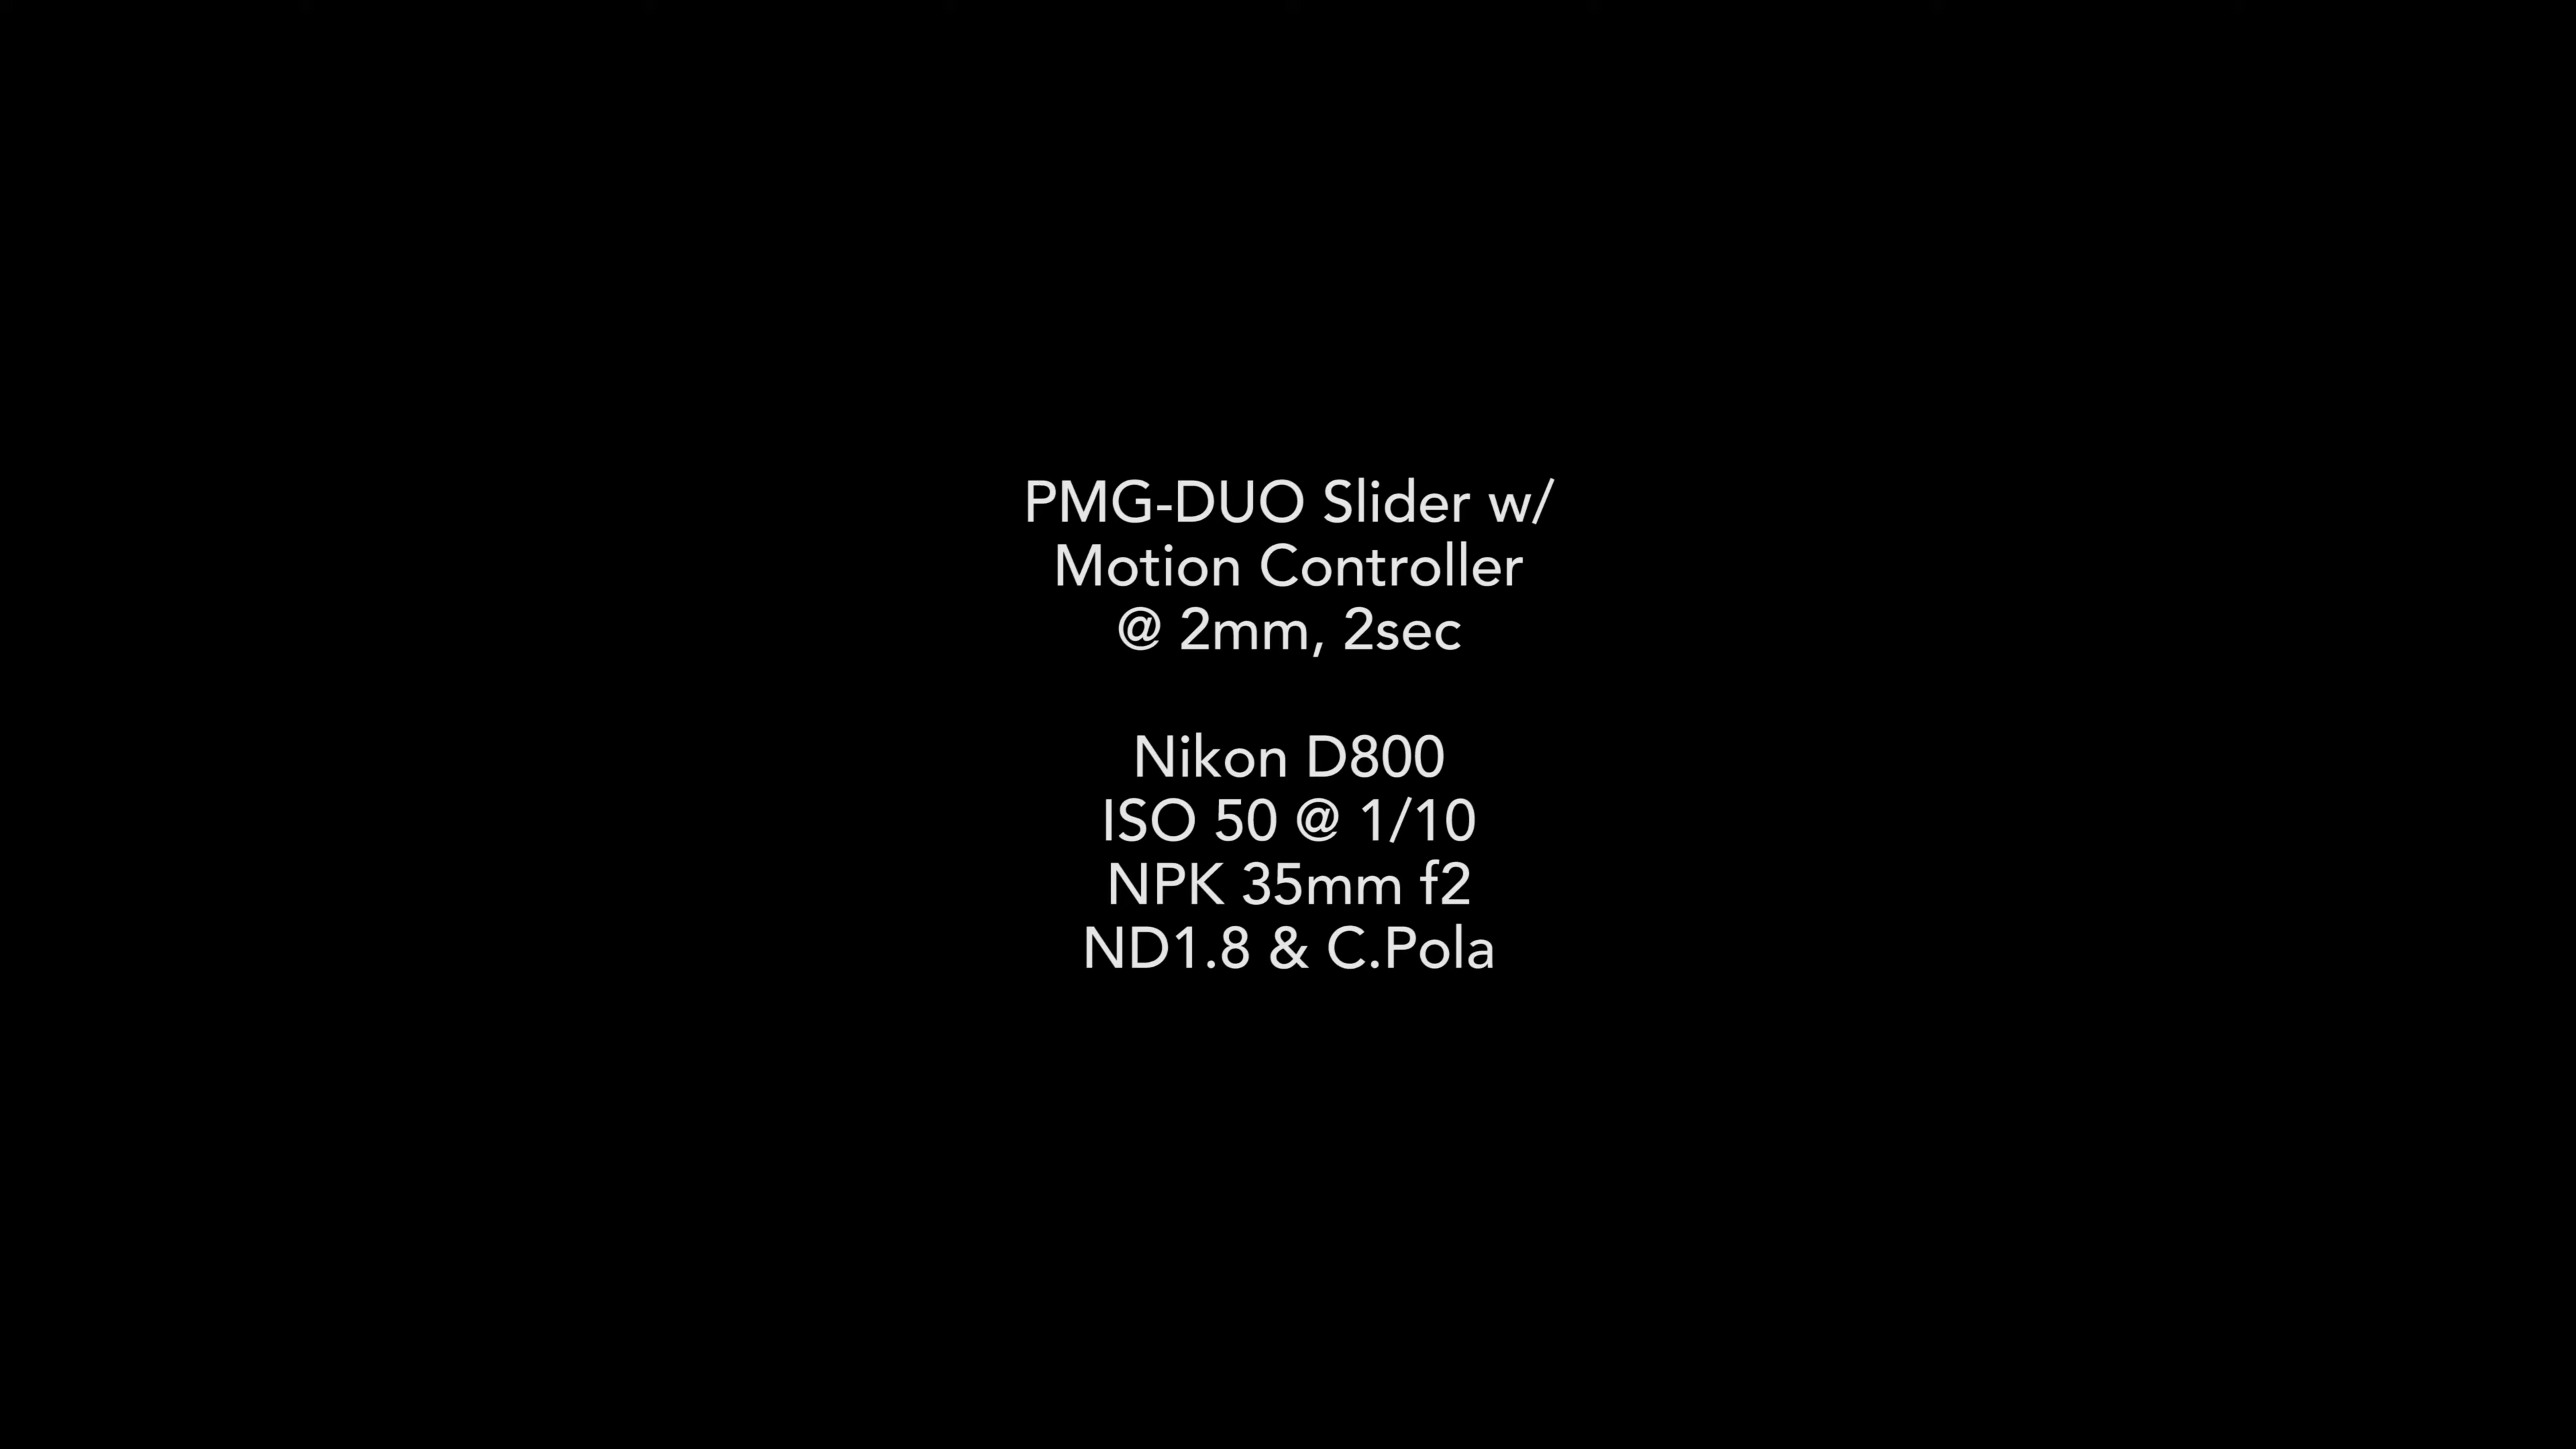 PMG-DUO Slider w/
Motion Controller
@ 2mm, 2sec
Nikon D800
ISO 50 @ 1/10
NPK 35mm f2
ND1.8 & C.Pola